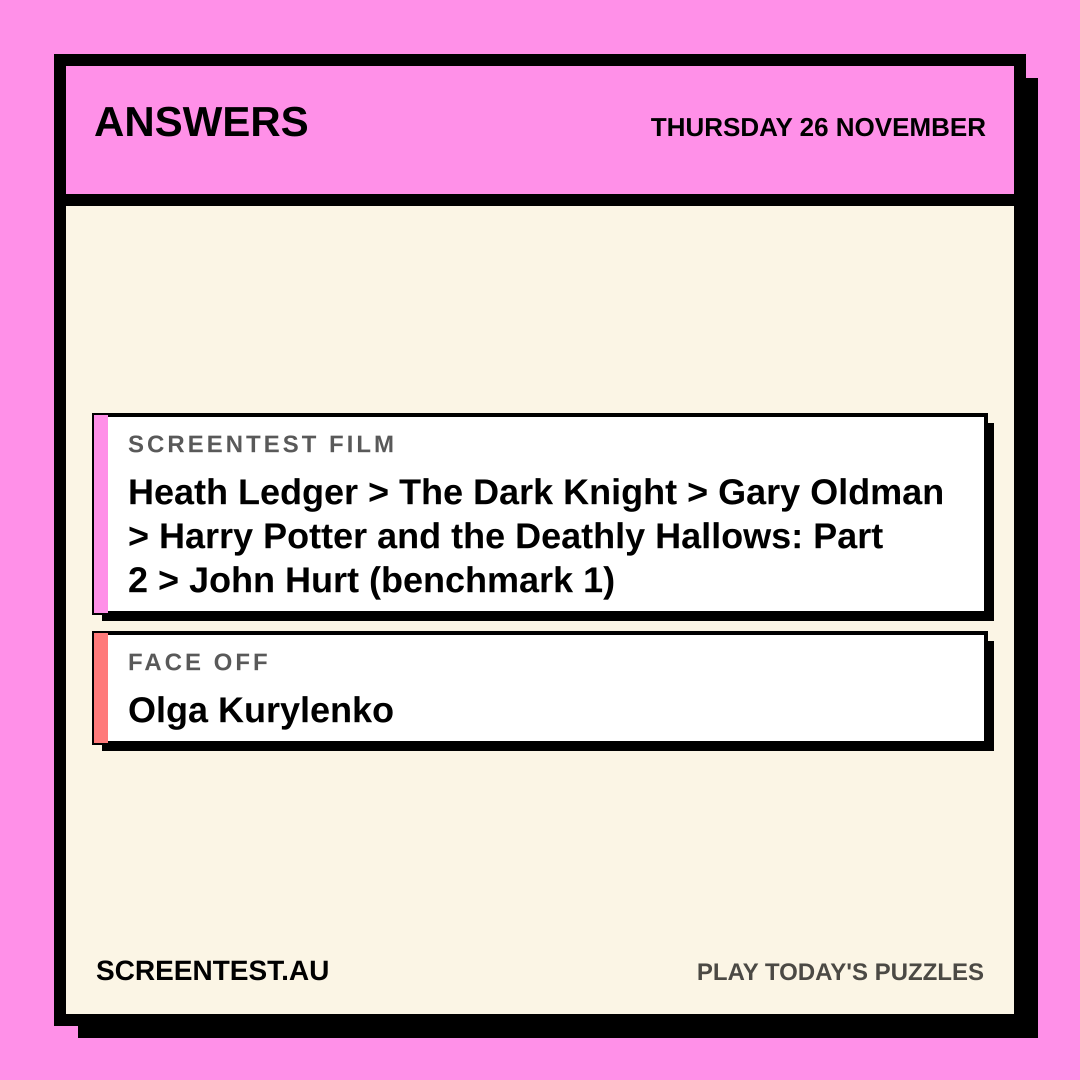 ANSWERS
THURSDAY 26 NOVEMBER
SCREENTEST FILM
Heath Ledger > The Dark Knight > Gary Oldman
> Harry Potter and the Deathly Hallows: Part
2 > John Hurt (benchmark 1)
FACE OFF
Olga Kurylenko
SCREENTEST.AU
PLAY TODAY'S PUZZLES